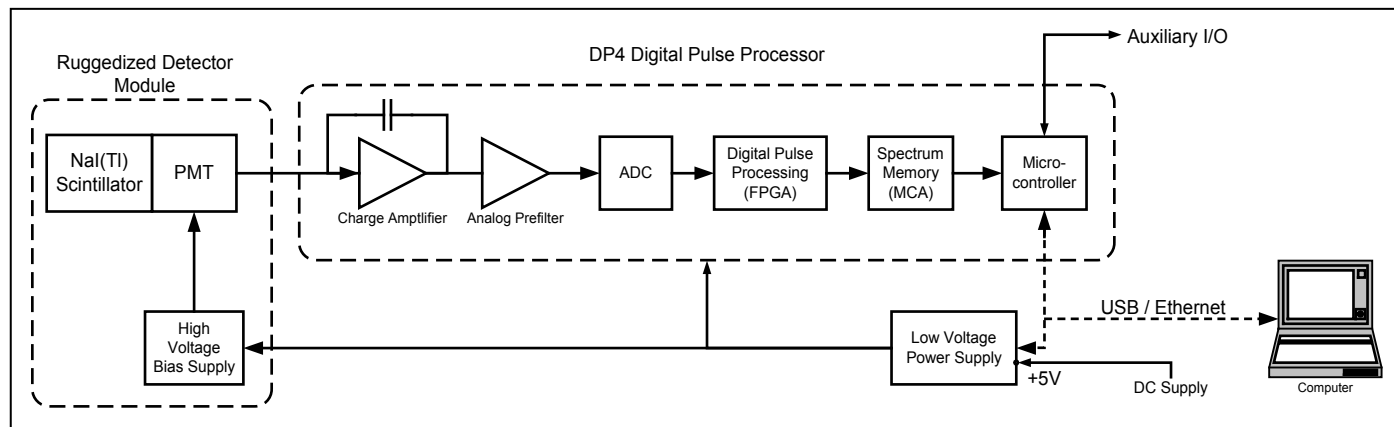 Auxiliary I/O
DP4 Digital Pulse Processor
Ruggedized Detector
Module
NaI(Tl)
Scintillator
PMT
Charge Amptlifier
Analog Prefilter
ADC
Digital Pulse
Processing
(FPGA)
Spectrum
Memory
(MCA)
Micro-
controller
High
Voltage
Bias Supply
Low Voltage
Power Supply
USB / Ethernet
+5V
DC Supply
Computer